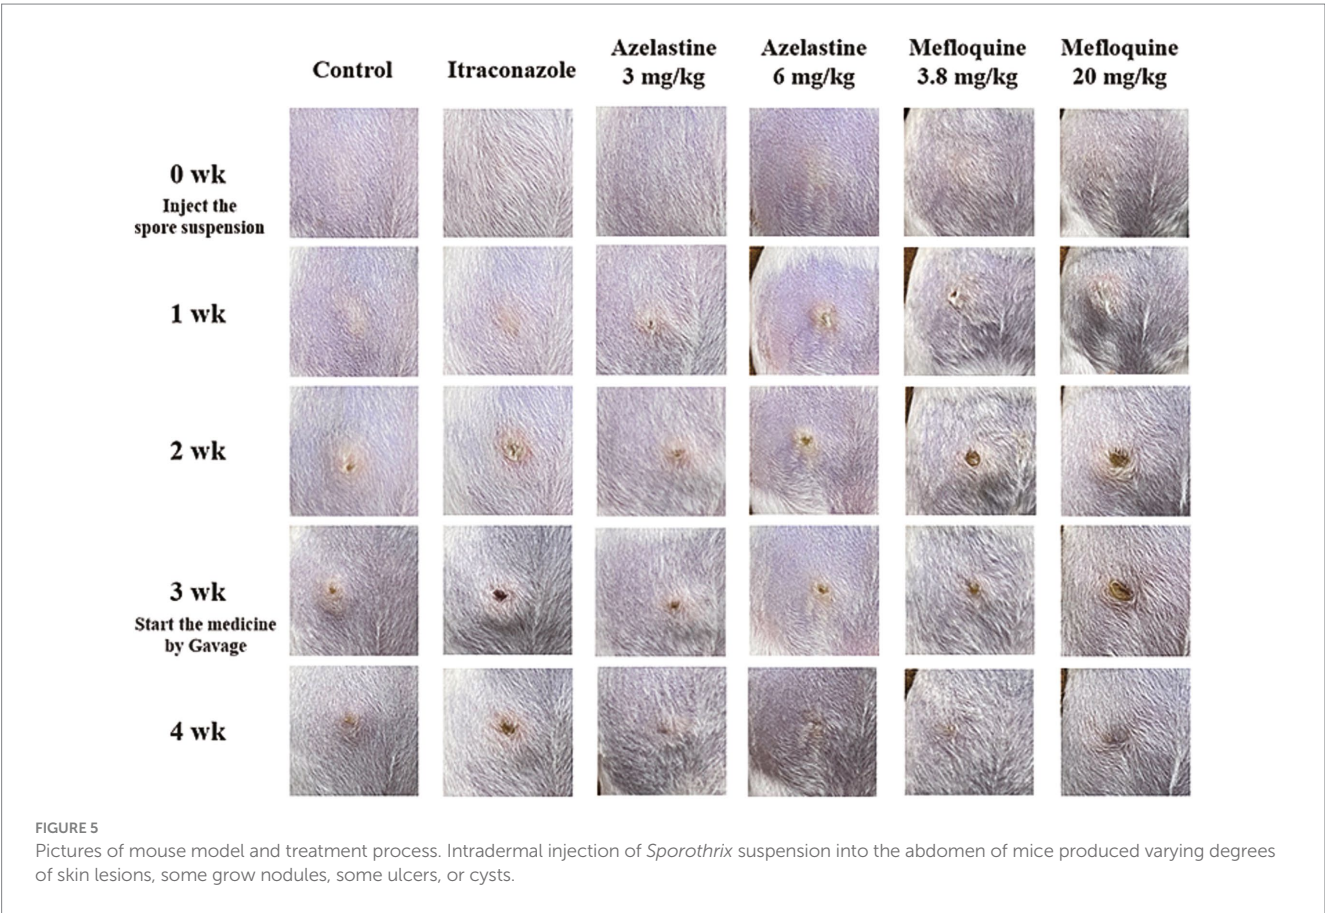 Control
Itraconazole
Azelastine
3 mg/kg
Azelastine
6 mg/kg
Mefloquine
3.8 mg/kg
Mefloquine
20 mg/kg
0 wk
Inject the
spore suspension
1 wk
2 wk
3 wk
Start the medicine
by Gavage
4 wk
FIGURE 5
Pictures of mouse model and treatment process. Intradermal injection of Sporothrix suspension into the abdomen of mice produced varying degrees
of skin lesions, some grow nodules, some ulcers, or cysts.